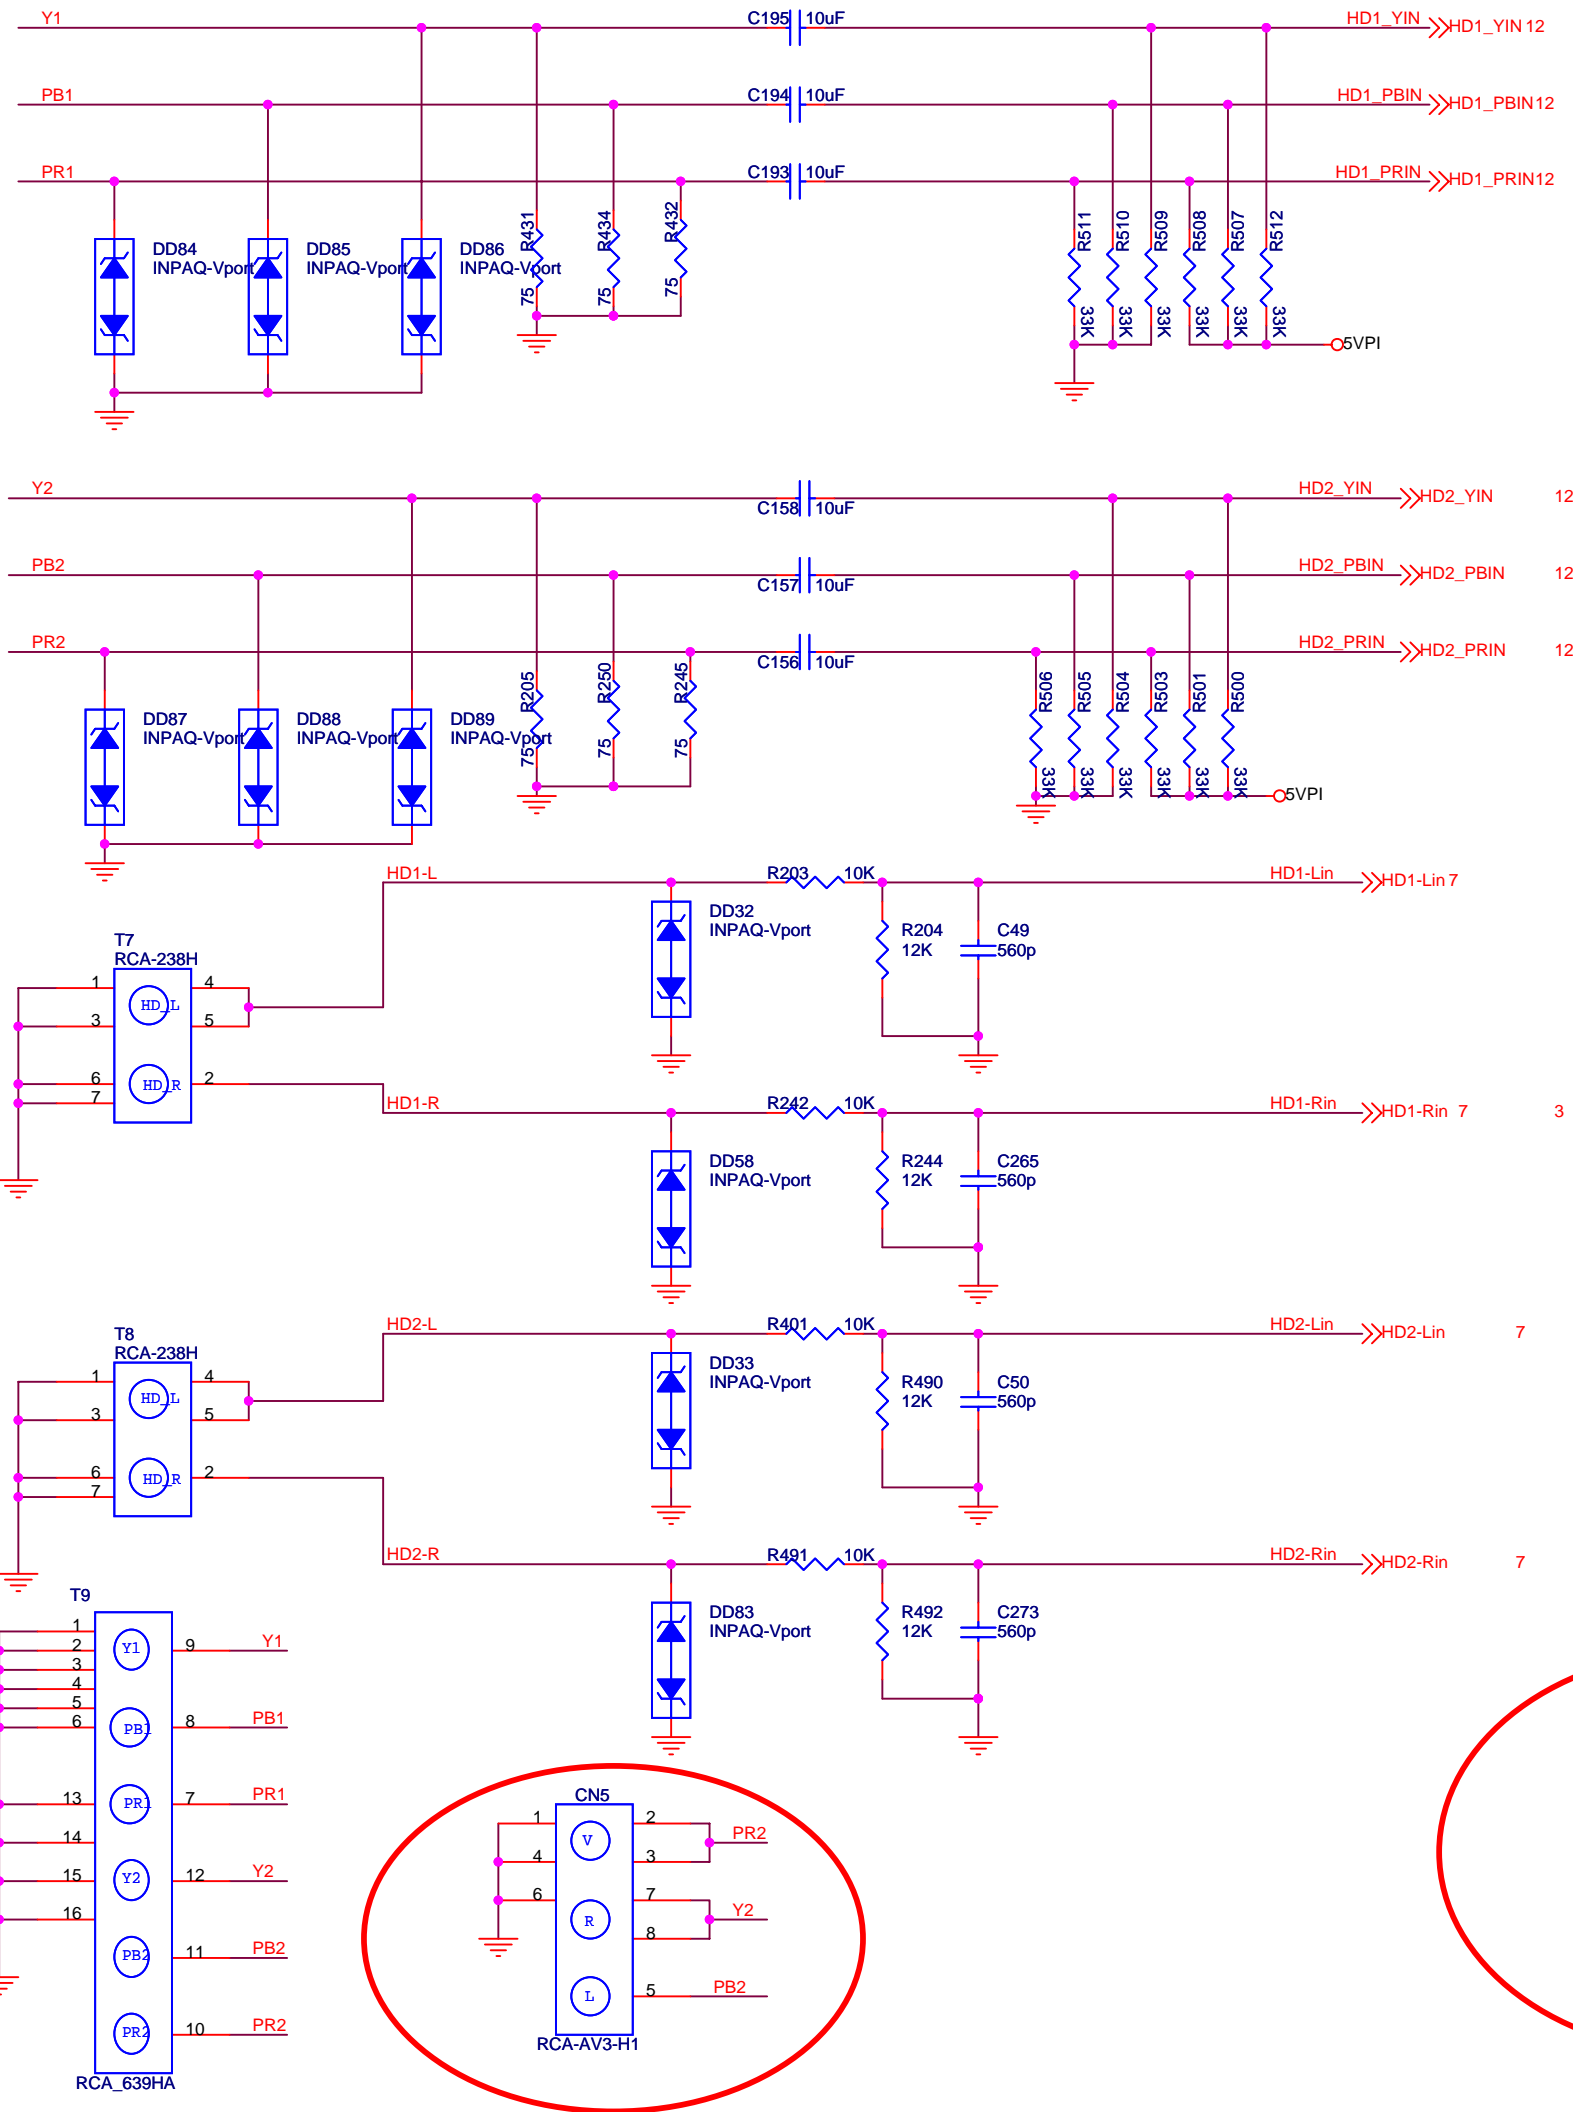 Y1 C195 10uF HD1_YIN HD1_YIN 12
PB1 C194 10uF HD1_PBIN HD1_PBIN12
PR1 C193 10uF HD1_PRIN HD1_PRIN12
R431 R434 R432 R511 R510 R509 R508 R507 R512
DD84 DD85 DD86
INPAQ-Vport INPAQ-Vport INPAQ-Vport
75 75 75 33K 33K 33K 33K 33K 33K
5VPI
Y2 C158 10uF HD2_YIN HD2_YIN 12
PB2 C157 10uF HD2_PBIN HD2_PBIN 12
PR2 C156 10uF HD2_PRIN HD2_PRIN 12
R205 R250 R245 R506 R505 R504 R503 R501 R500
DD87 DD88 DD89
INPAQ-Vport INPAQ-Vport INPAQ-Vport
75 75 75 33K 33K 33K 33K 33K 33K
5VPI
HD1-L R203 10K HD1-Lin HD1-Lin 7
DD32 R204 C49
INPAQ-Vport 12K 560p
T7
RCA-238H
1 4
HD_L
3 5
6 HD_R 2
7
HD1-R R242 10K HD1-Rin HD1-Rin 7 3
DD58 R244 C265
INPAQ-Vport 12K 560p
HD2-L R401 10K HD2-Lin HD2-Lin 7
T8
RCA-238H
DD33 R490 C50
INPAQ-Vport 12K 560p
1 4
HD_L
3 5
6 HD_R 2
7
HD2-R R491 10K HD2-Rin HD2-Rin 7
DD83 R492 C273
INPAQ-Vport 12K 560p
T9
1
2 Y1 9 Y1
3
4
5
6 PB1 8 PB1
13 PR1 7 PR1
14
15 Y2 12 Y2
16
PB2 11 PB2
PR2 10 PR2
RCA_639HA
CN5
1 V 2
PR2
4 3
6 7
R Y2
8
L 5 PB2
RCA-AV3-H1